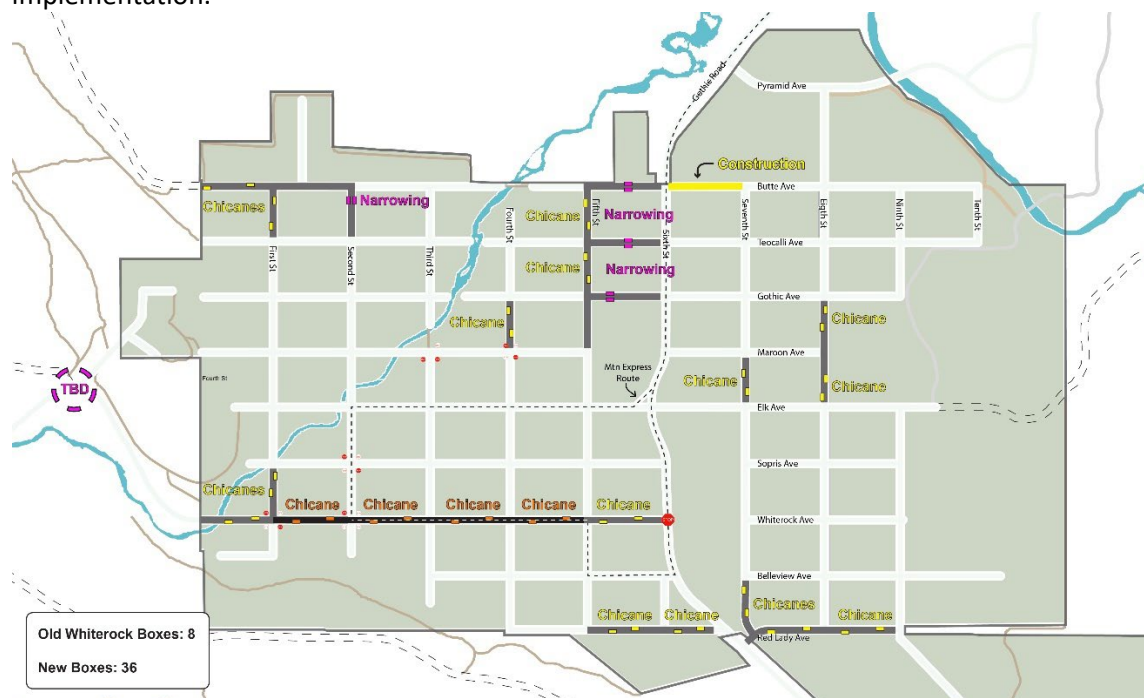 implementation.
Gothic Road
Pyramid Ave
Construction
Butte Ave
Chicanes
Narrowing
Chicane
Fifth St
Narrowing
Sixth St
Seventh St
Eigth St
Ninth St
Tenth St
First St
Second St
Third St
Fourth St
Teocalli Ave
Chicane
Narrowing
Gothic Ave
Chicane
Chicane
Maroon Ave
Mtn Express
Route
Chicane
Chicane
Fourth St
TBD
Elk Ave
Sopris Ave
Chicanes
Chicane
Chicane
Chicane
Chicane
Chicane
STOP
Whiterock Ave
Belleview Ave
Chicanes
Chicane
Chicane
Chicane
Red Lady Ave
Old Whiterock Boxes: 8
New Boxes: 36